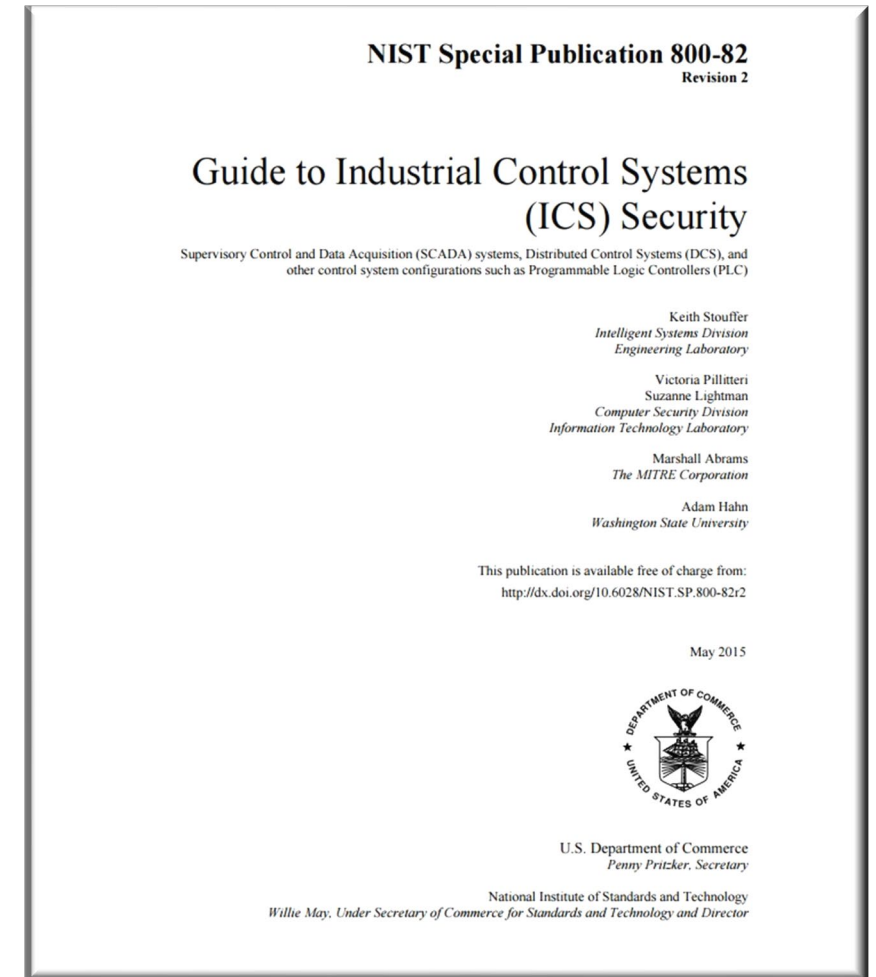 NIST Special Publication 800-82
Revision 2
Guide to Industrial Control Systems
(ICS) Security
Supervisory Control and Data Acquisition (SCADA) systems, Distributed Control Systems (DCS), and
other control system configurations such as Programmable Logic Controllers (PLC)
Keith Stouffer
Intelligent Systems Division
Engineering Laboratory
Victoria Pillitteri
Suzanne Lightman
Computer Security Division
Information Technology Laboratory
Marshall Abrams
The MITRE Corporation
Adam Hahn
Washington State University
This publication is available free of charge from:
http://dx.doi.org/10.6028/NIST.SP.800-82r2
May 2015
DEPARTMENT OF COMMERCE
UNITED STATES OF AMERICA
U.S. Department of Commerce
Penny Pritzker, Secretary
National Institute of Standards and Technology
Willie May, Under Secretary of Commerce for Standards and Technology and Director